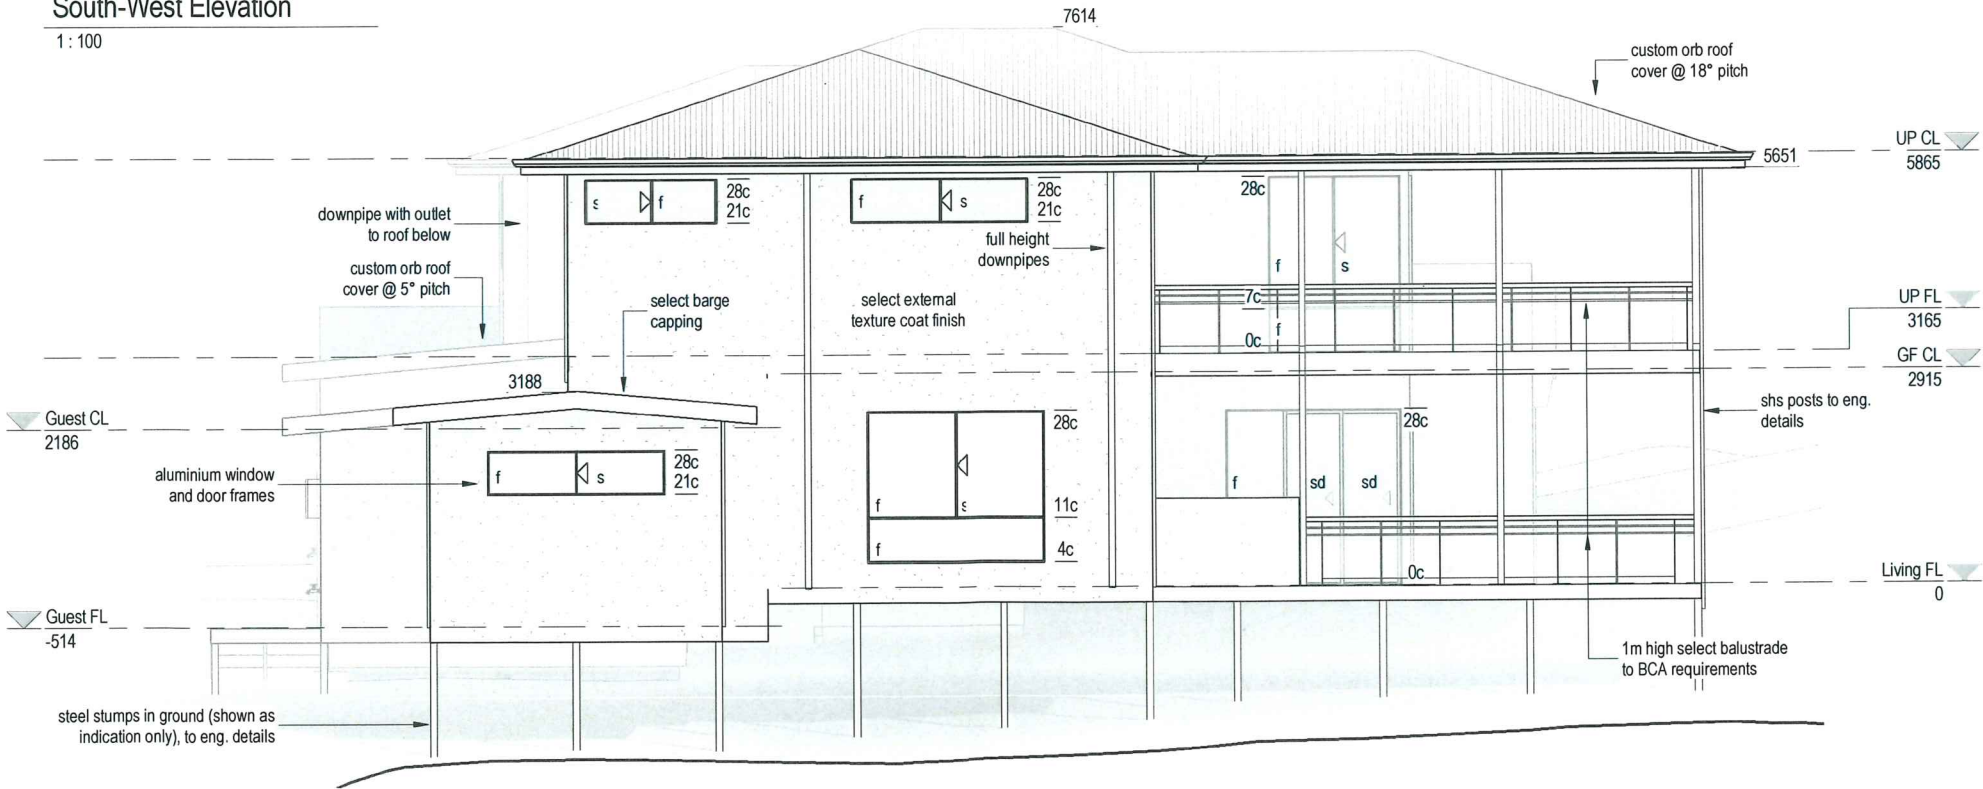 South-West Elevation
1 : 100
7614
custom orb roof
cover @ 18° pitch
UP CL
5865
5651
s
f
28c
21c
f
s
28c
21c
28c
downpipe with outlet
to roof below
full height
downpipes
custom orb roof
cover @ 5° pitch
f
s
select barge
capping
select external
texture coat finish
7c
f
0c
UP FL
3165
GF CL
2915
3188
shs posts to eng.
details
Guest CL
2186
28c
28c
aluminium window
and door frames
f
s
28c
21c
f
s
11c
f
4c
f
sd
sd
0c
Living FL
0
Guest FL
-514
1m high select balustrade
to BCA requirements
steel stumps in ground (shown as
indication only), to eng. details